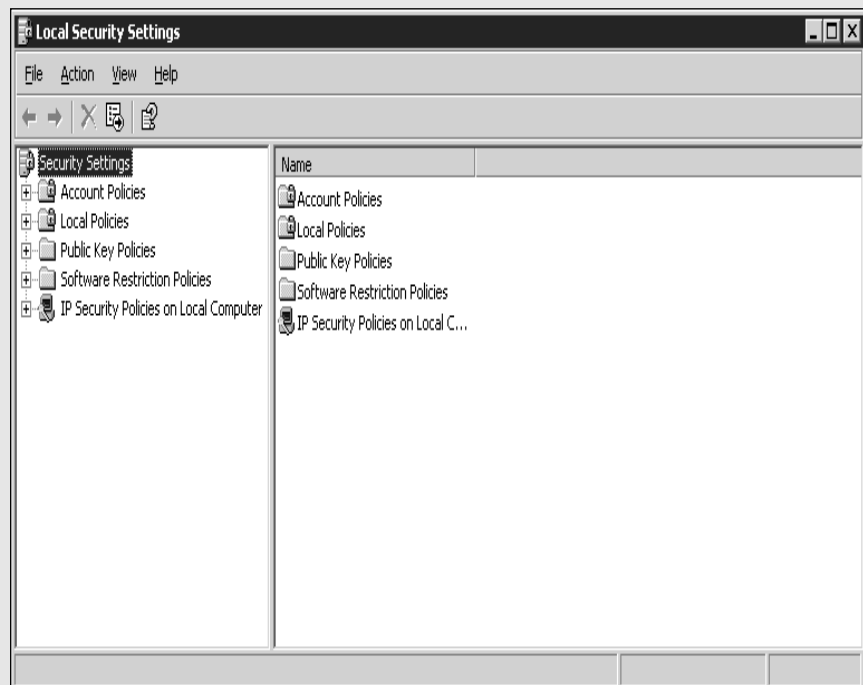 Local Security Settings
File Action View Help
Security Settings
Account Policies
Local Policies
Public Key Policies
Software Restriction Policies
IP Security Policies on Local Computer
Name
Account Policies
Local Policies
Public Key Policies
Software Restriction Policies
IP Security Policies on Local C...